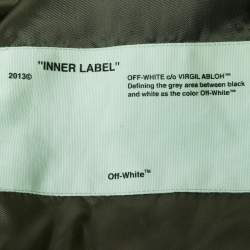 "INNER LABEL"
2013©
OFF-WHITE c/o VIRGIL ABLOH™
Defining the grey area between black
and white as the color Off-White™
Off-White™